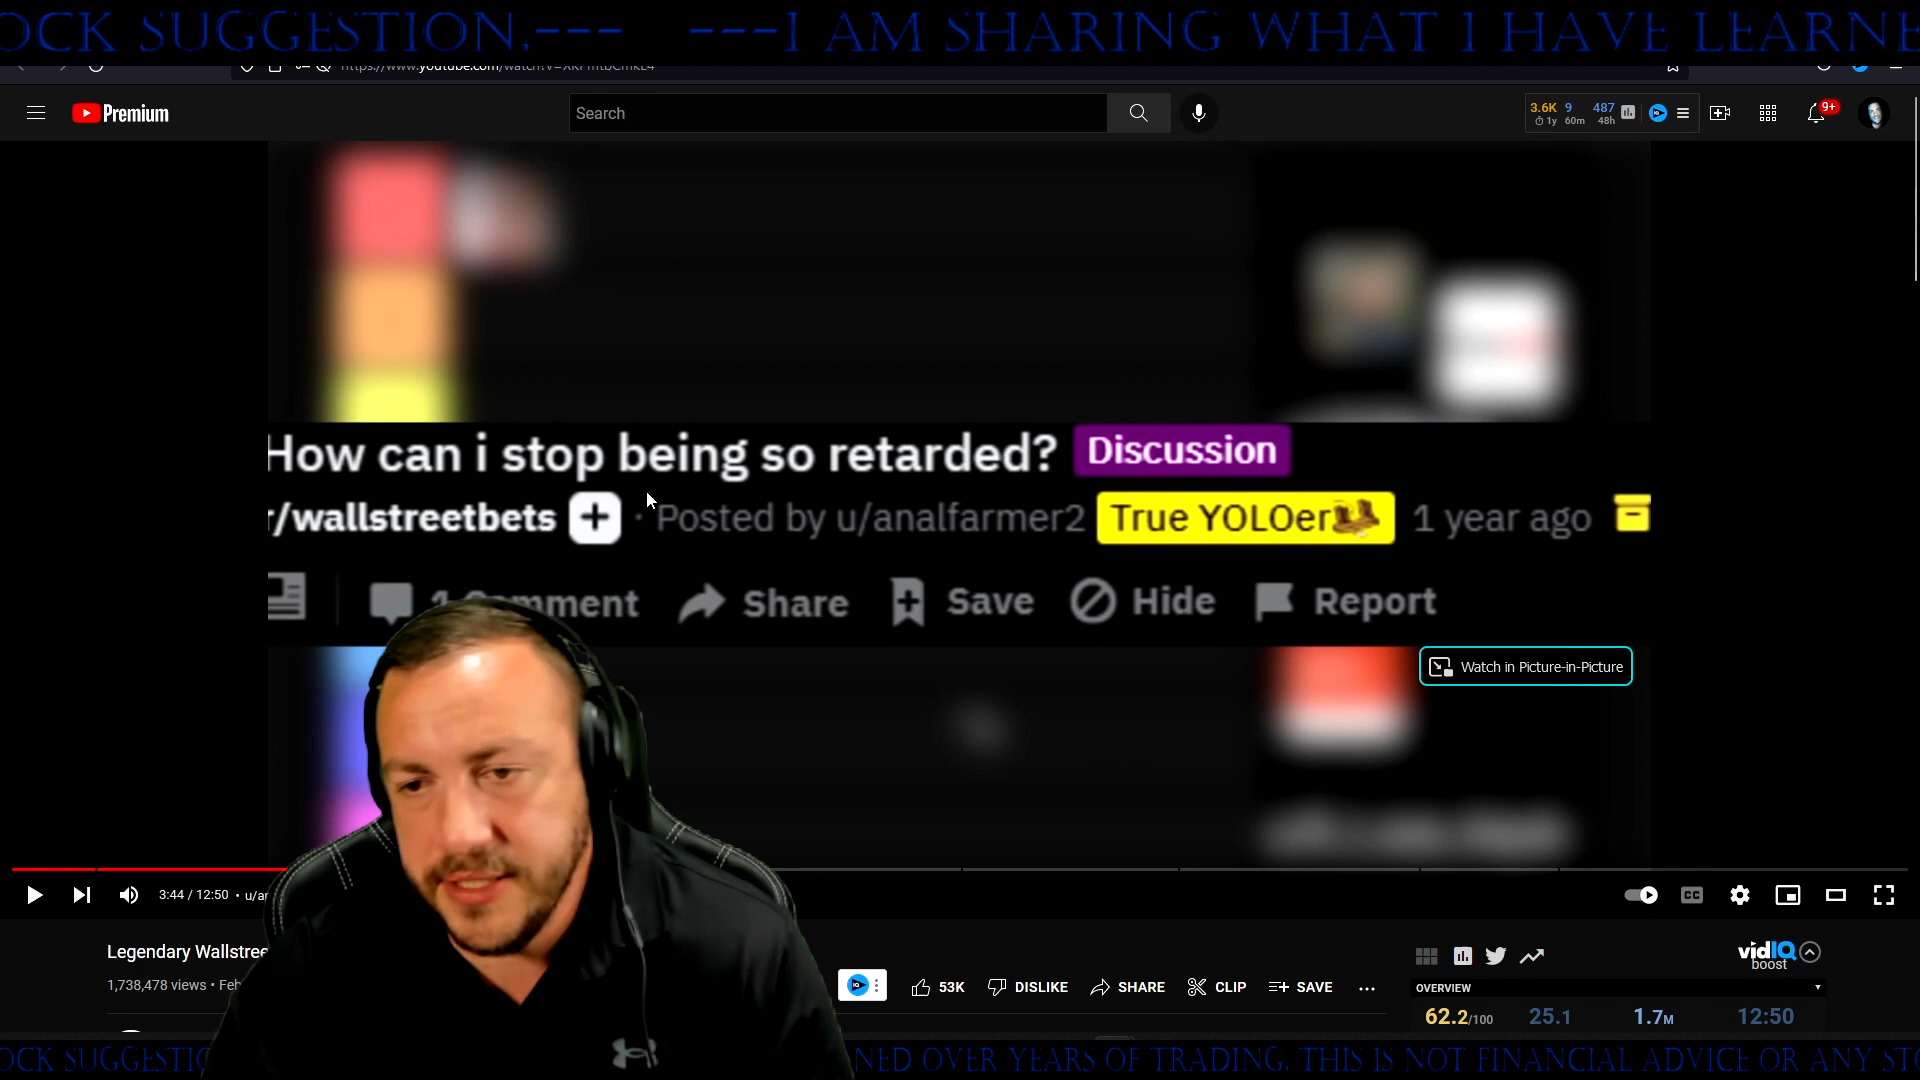 OCK SUGGESTION.--- ---I AM SHARING WHAT I HAVE LEARNE
Premium
Search
3.6K 9 487
1y 60m 48h
9+
How can i stop being so retarded? Discussion
r/wallstreetbets + · Posted by u/analfarmer2 True YOLOer 1 year ago
1 Comment Share Save Hide Report
Watch in Picture-in-Picture
3:44 / 12:50 • u/a
CC
Legendary Wallstree
vidIQ
boost
1,738,478 views • Feb
53K DISLIKE SHARE CLIP SAVE ...
OVERVIEW
62.2/100 25.1 1.7M 12:50
OCK SUGGESTIO NED OVER YEARS OF TRADING. THIS IS NOT FINANCIAL ADVICE OR ANY STO